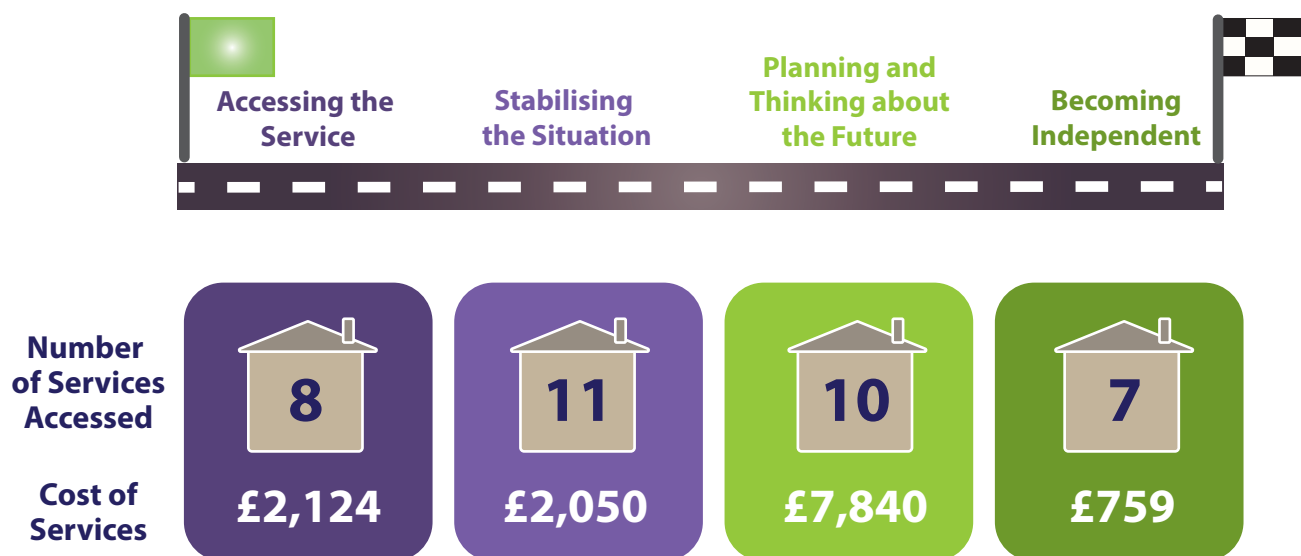 Accessing the
Service
Stabilising
the Situation
Planning and
Thinking about
the Future
Becoming
Independent
Number
of Services
Accessed
8
11
10
7
Cost of
Services
£2,124
£2,050
£7,840
£759